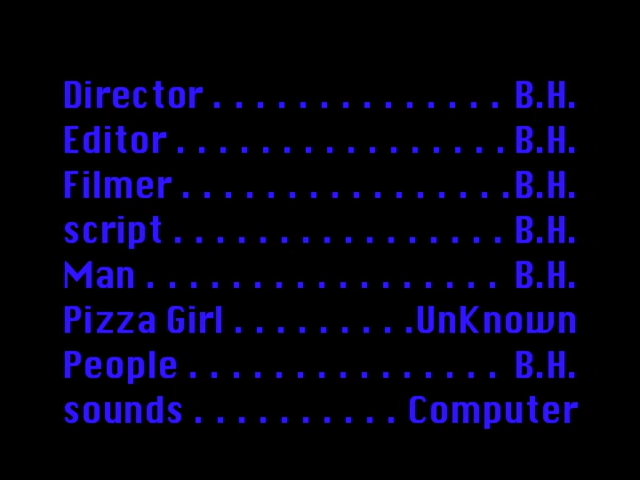 Director . . . . . . . . . . . . . . B.H.
Editor . . . . . . . . . . . . . . . . B.H.
Filmer . . . . . . . . . . . . . . . .B.H.
script . . . . . . . . . . . . . . . . B.H.
Man . . . . . . . . . . . . . . . . . B.H.
Pizza Girl . . . . . . . . .UnKnown
People . . . . . . . . . . . . . . . B.H.
sounds . . . . . . . . . . Computer